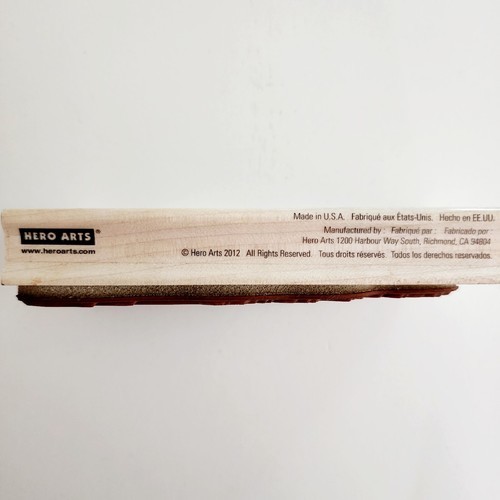 HERO ARTS®
www.heroarts.com
Made in U.S.A. Fabriqué aux États-Unis. Hecho en EE.UU.
Manufactured by : Fabriqué par : Fabricado por :
Hero Arts 1200 Harbour Way South, Richmond, CA 94804
© Hero Arts 2012 All Rights Reserved. Tous droits réservés. Todos los derechos reservados.